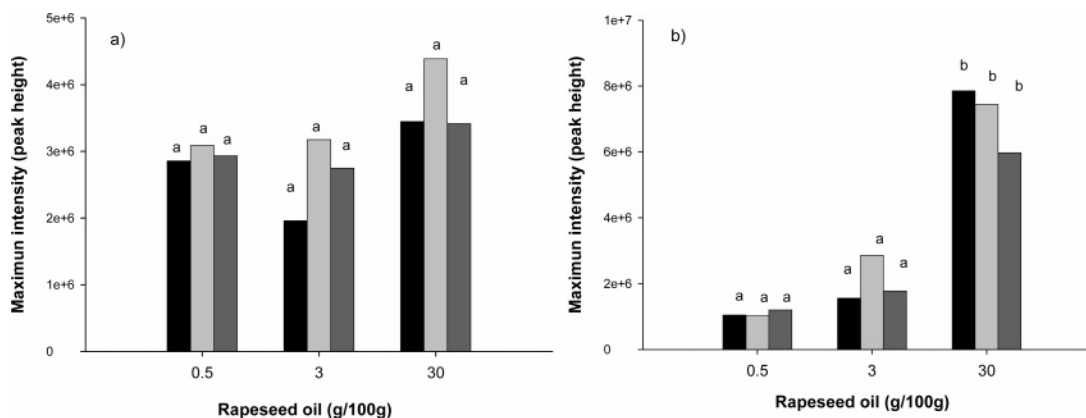 a)
Maximun intensity (peak height)
5e+6
4e+6
3e+6
2e+6
1e+6
0
a a a
a a a
a a a
0.5 3 30
Rapeseed oil (g/100g)
b)
Maximun intensity (peak height)
1e+7
8e+6
6e+6
4e+6
2e+6
0
a a a
a a a
b b b
0.5 3 30
Rapeseed oil (g/100g)